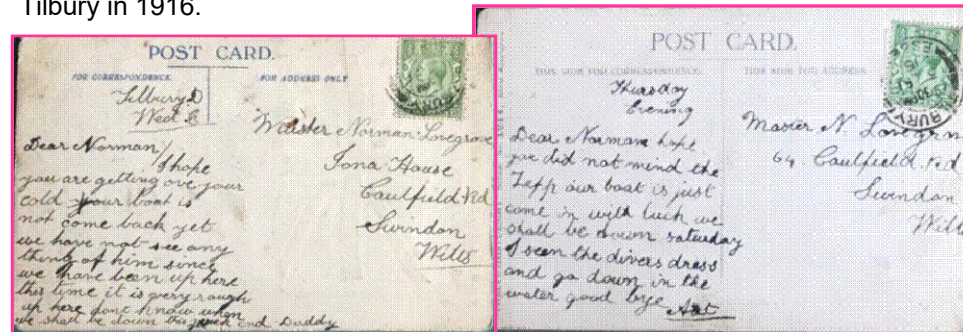 Tilbury in 1916.
POST CARD.
FOR CORRESPONDENCE.
FOR ADDRESS ONLY
Tilbury D
West E
Dear Norman/
I hope
you are getting ove your
cold your boat is
not come back yet
we have not see any
think of him since
we have been up here
this time it is very rough
up here dont know when
we shall be down this week End Daddy
Master Norman Lovegrove
Iona House
Caulfield Rd
Swindon
Wilts
POST CARD.
THIS SIDE FOR CORRESPONDENCE.
THIS SIDE FOR ADDRESS.
Thursday
Evening
Dear Norman hope
you did not mind the
Zepp our boat is just
come in with luck we
shall be down saturday
I seen the divers dress
and go down in the
water good bye
Master N. Lovegrove
64 Caulfield Rd
Swindon
Wilts